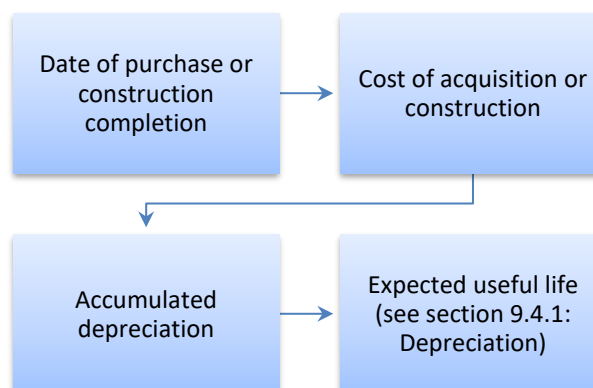 Date of purchase or
construction
completion
Cost of acquisition or
construction
Accumulated
depreciation
Expected useful life
(see section 9.4.1:
Depreciation)